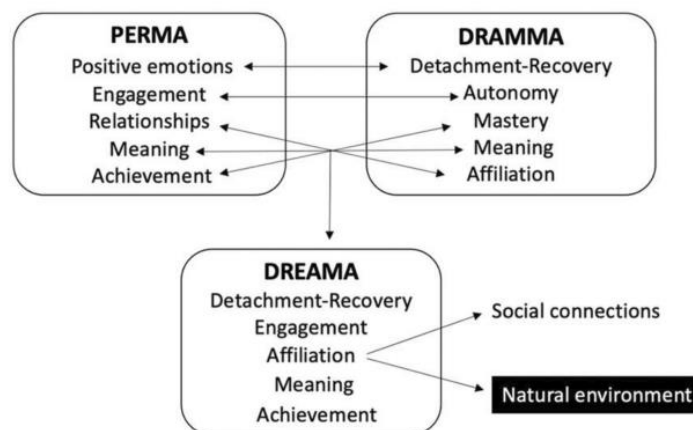 PERMA
Positive emotions
Engagement
Relationships
Meaning
Achievement
DRAMMA
Detachment-Recovery
Autonomy
Mastery
Meaning
Affiliation
DREAMA
Detachment-Recovery
Engagement
Affiliation
Meaning
Achievement
Social connections
Natural environment